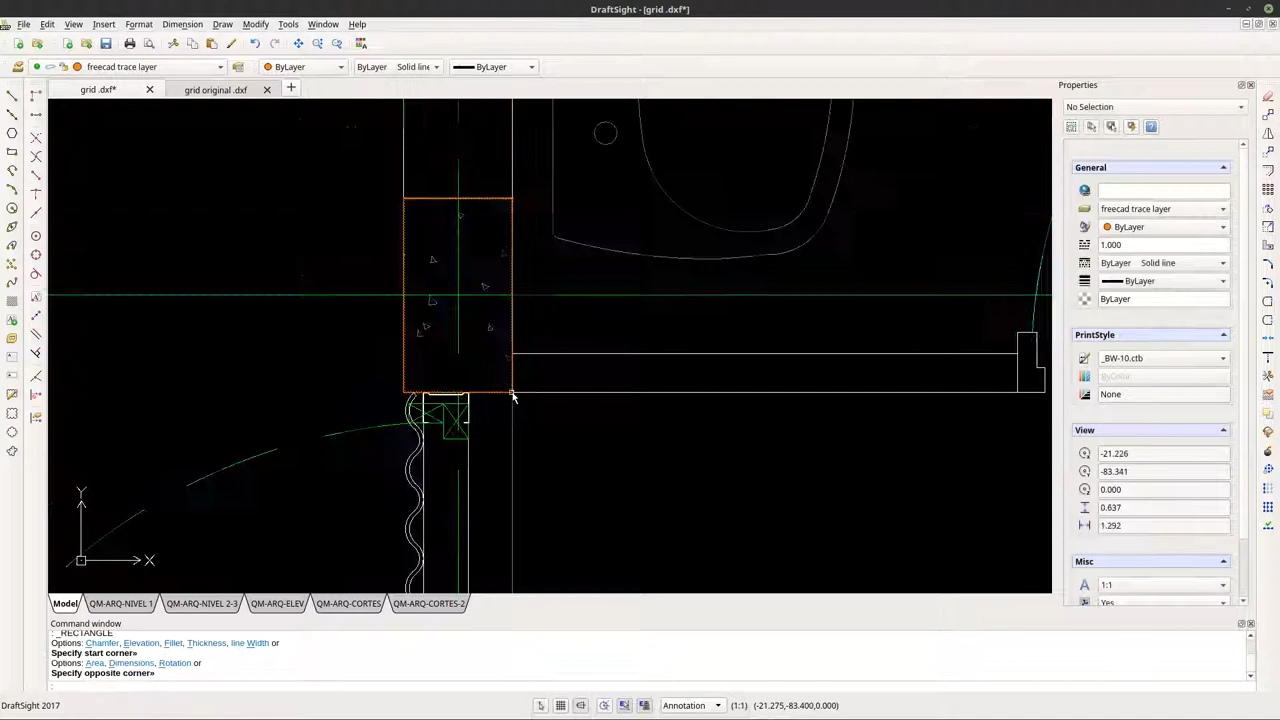 DraftSight - [grid .dxf*]
File Edit View Insert Format Dimension Draw Modify Tools Window Help
freecad trace layer ByLayer ByLayer Solid line ByLayer
grid .dxf* grid original .dxf
Properties
No Selection
General
freecad trace layer
ByLayer
1.000
ByLayer Solid line
ByLayer
ByLayer
PrintStyle
_BW-10.ctb
ByColor
None
View
-21.226
-83.341
0.000
0.637
1.292
Misc
1:1
Yes
Y
X
Model QM-ARQ-NIVEL 1 QM-ARQ-NIVEL 2-3 QM-ARQ-ELEV QM-ARQ-CORTES QM-ARQ-CORTES-2
Command window
: _RECTANGLE
Options: Chamfer, Elevation, Fillet, Thickness, line Width or
Specify start corner»
Options: Area, Dimensions, Rotation or
Specify opposite corner»
:
DraftSight 2017 Annotation (1:1) (-21.275,-83.400,0.000)